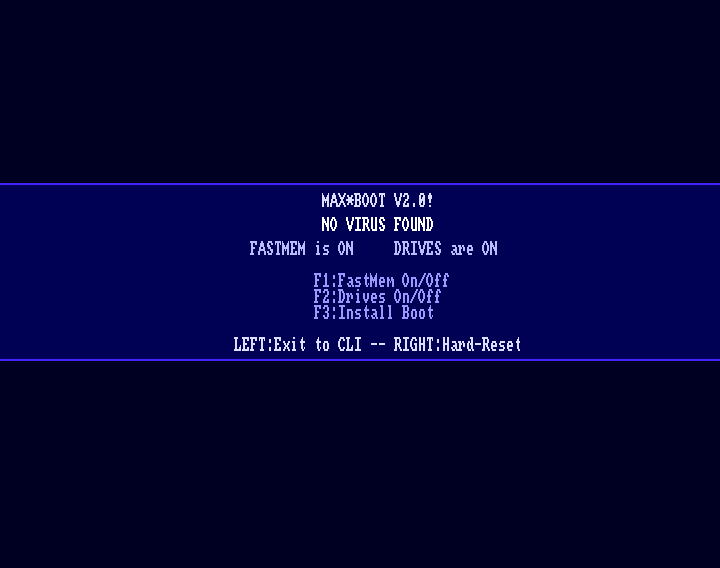 MAX*BOOT V2.0!
NO VIRUS FOUND
FASTMEM is ON     DRIVES are ON
F1:FastMem On/Off
F2:Drives On/Off
F3:Install Boot
LEFT:Exit to CLI -- RIGHT:Hard-Reset